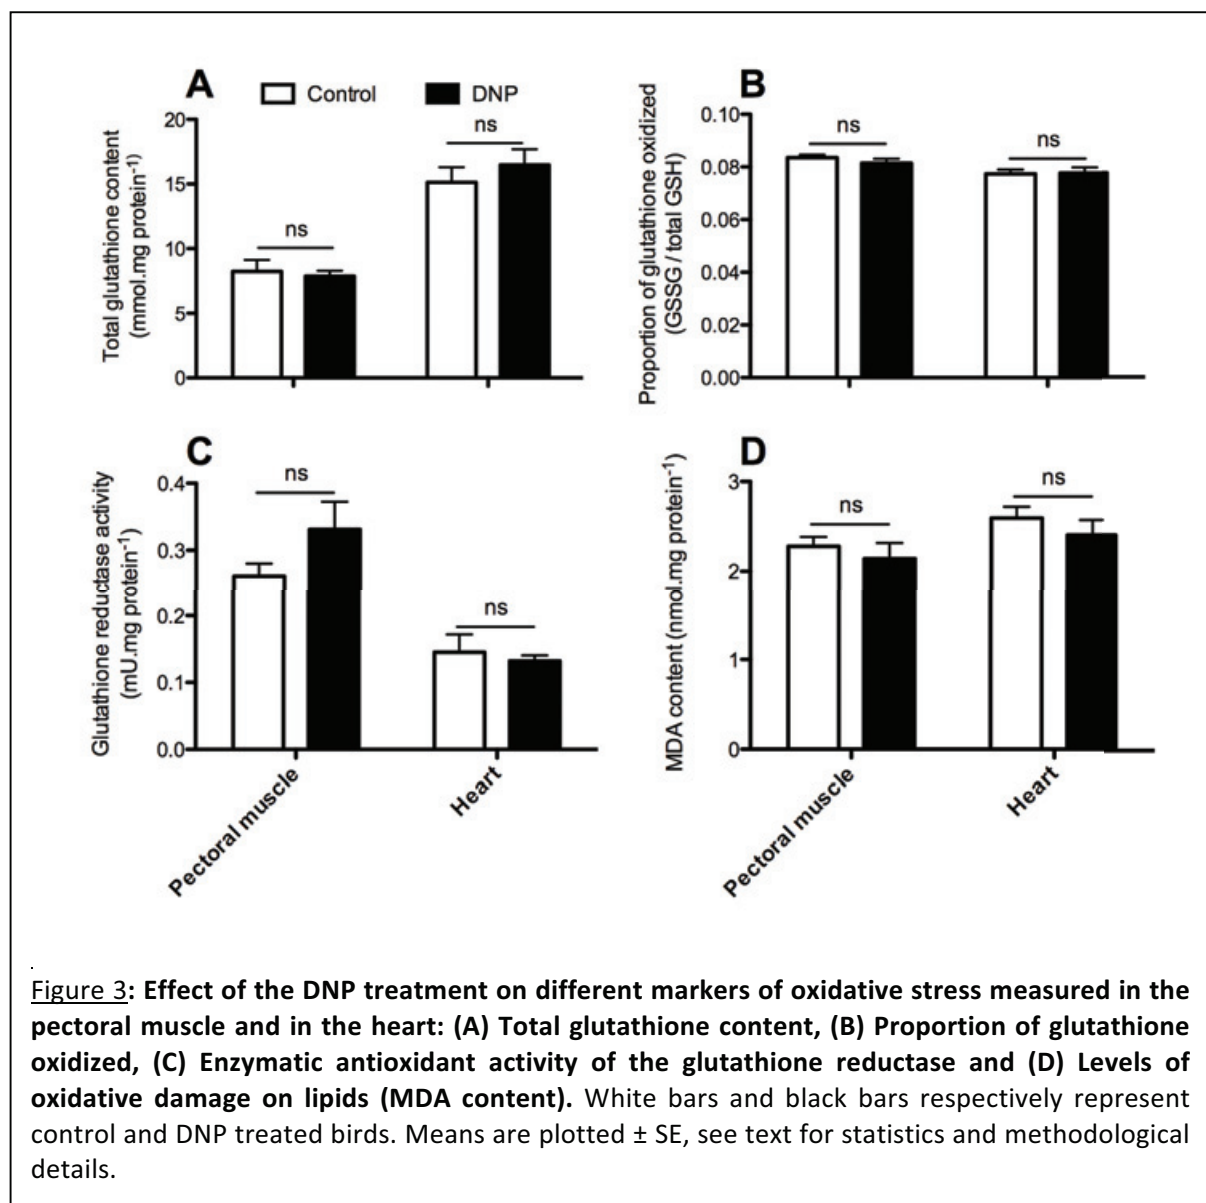 A
Control
DNP
B
Total glutathione content
(mmol.mg protein⁻¹)
20
15
10
5
0
ns
ns
Proportion of glutathione oxidized
(GSSG / total GSH)
0.10
0.08
0.06
0.04
0.02
0.00
ns
ns
C
Glutathione reductase activity
(mU.mg protein⁻¹)
0.4
0.3
0.2
0.1
0.0
ns
ns
Pectoral muscle
Heart
D
MDA content (nmol.mg protein⁻¹)
3
2
1
0
ns
ns
Pectoral muscle
Heart
.
Figure 3: Effect of the DNP treatment on different markers of oxidative stress measured in the
pectoral muscle and in the heart: (A) Total glutathione content, (B) Proportion of glutathione
oxidized, (C) Enzymatic antioxidant activity of the glutathione reductase and (D) Levels of
oxidative damage on lipids (MDA content). White bars and black bars respectively represent
control and DNP treated birds. Means are plotted ± SE, see text for statistics and methodological
details.